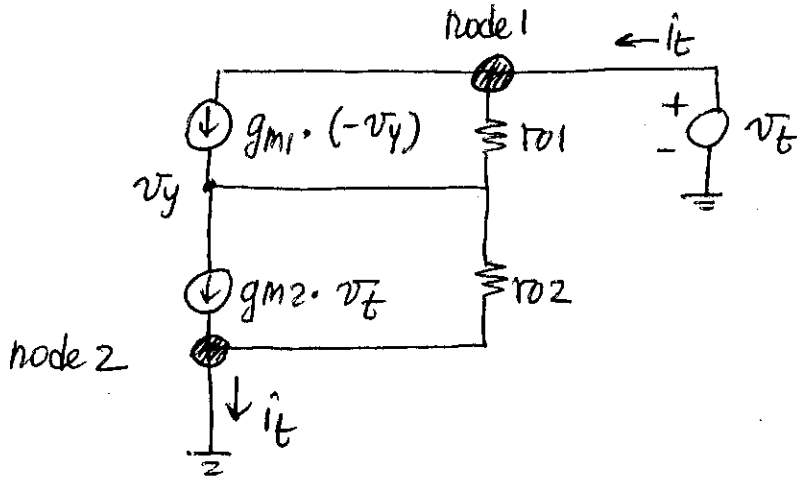 node 1
←it
gm1 · (-vy)
ro1
+
-
vt
vy
gm2 · vt
ro2
node 2
↓ it